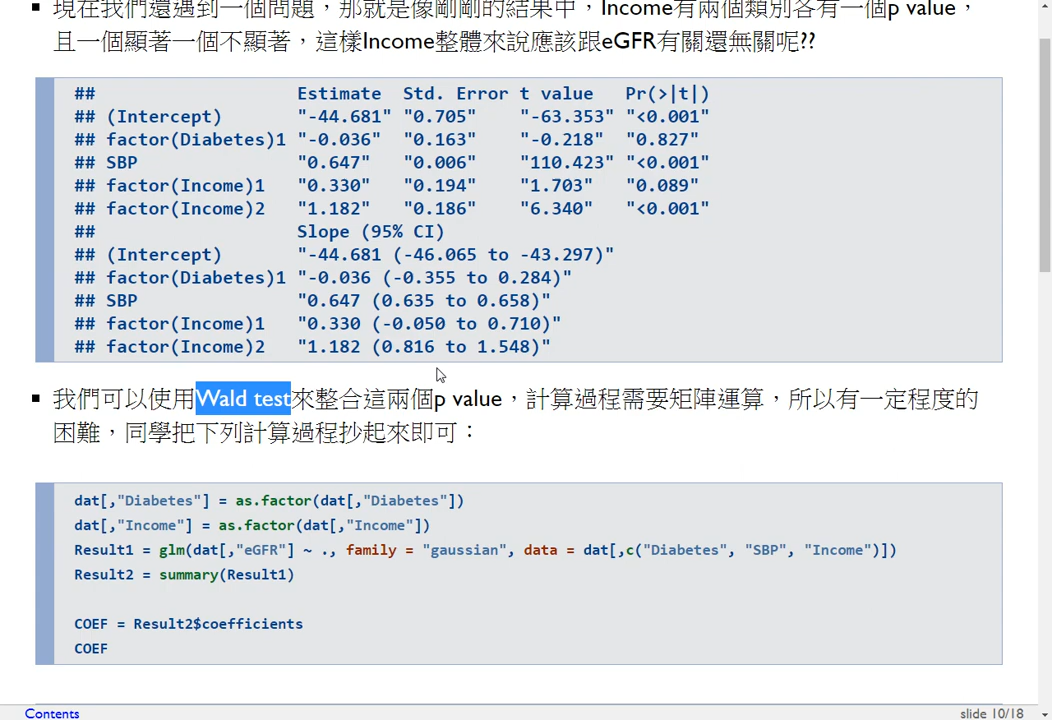 現在我們還遇到一個問題，那就是像剛剛的結果中，Income有兩個類別各有一個p value，
且一個顯著一個不顯著，這樣Income整體來說應該跟eGFR有關還無關呢??
##                     Estimate  Std. Error t value   Pr(>|t|)
## (Intercept)         "-44.681" "0.705"    "-63.353" "<0.001"
## factor(Diabetes)1 "-0.036"  "0.163"    "-0.218"  "0.827"
## SBP                 "0.647"   "0.006"    "110.423" "<0.001"
## factor(Income)1     "0.330"   "0.194"    "1.703"   "0.089"
## factor(Income)2     "1.182"   "0.186"    "6.340"   "<0.001"
##                     Slope (95% CI)
## (Intercept)         "-44.681 (-46.065 to -43.297)"
## factor(Diabetes)1 "-0.036 (-0.355 to 0.284)"
## SBP                 "0.647 (0.635 to 0.658)"
## factor(Income)1     "0.330 (-0.050 to 0.710)"
## factor(Income)2     "1.182 (0.816 to 1.548)"
我們可以使用Wald test來整合這兩個p value，計算過程需要矩陣運算，所以有一定程度的
困難，同學把下列計算過程抄起來即可：
dat[,"Diabetes"] = as.factor(dat[,"Diabetes"])
dat[,"Income"] = as.factor(dat[,"Income"])
Result1 = glm(dat[,"eGFR"] ~ ., family = "gaussian", data = dat[,c("Diabetes", "SBP", "Income")])
Result2 = summary(Result1)
COEF = Result2$coefficients
COEF
Contents
slide 10/18